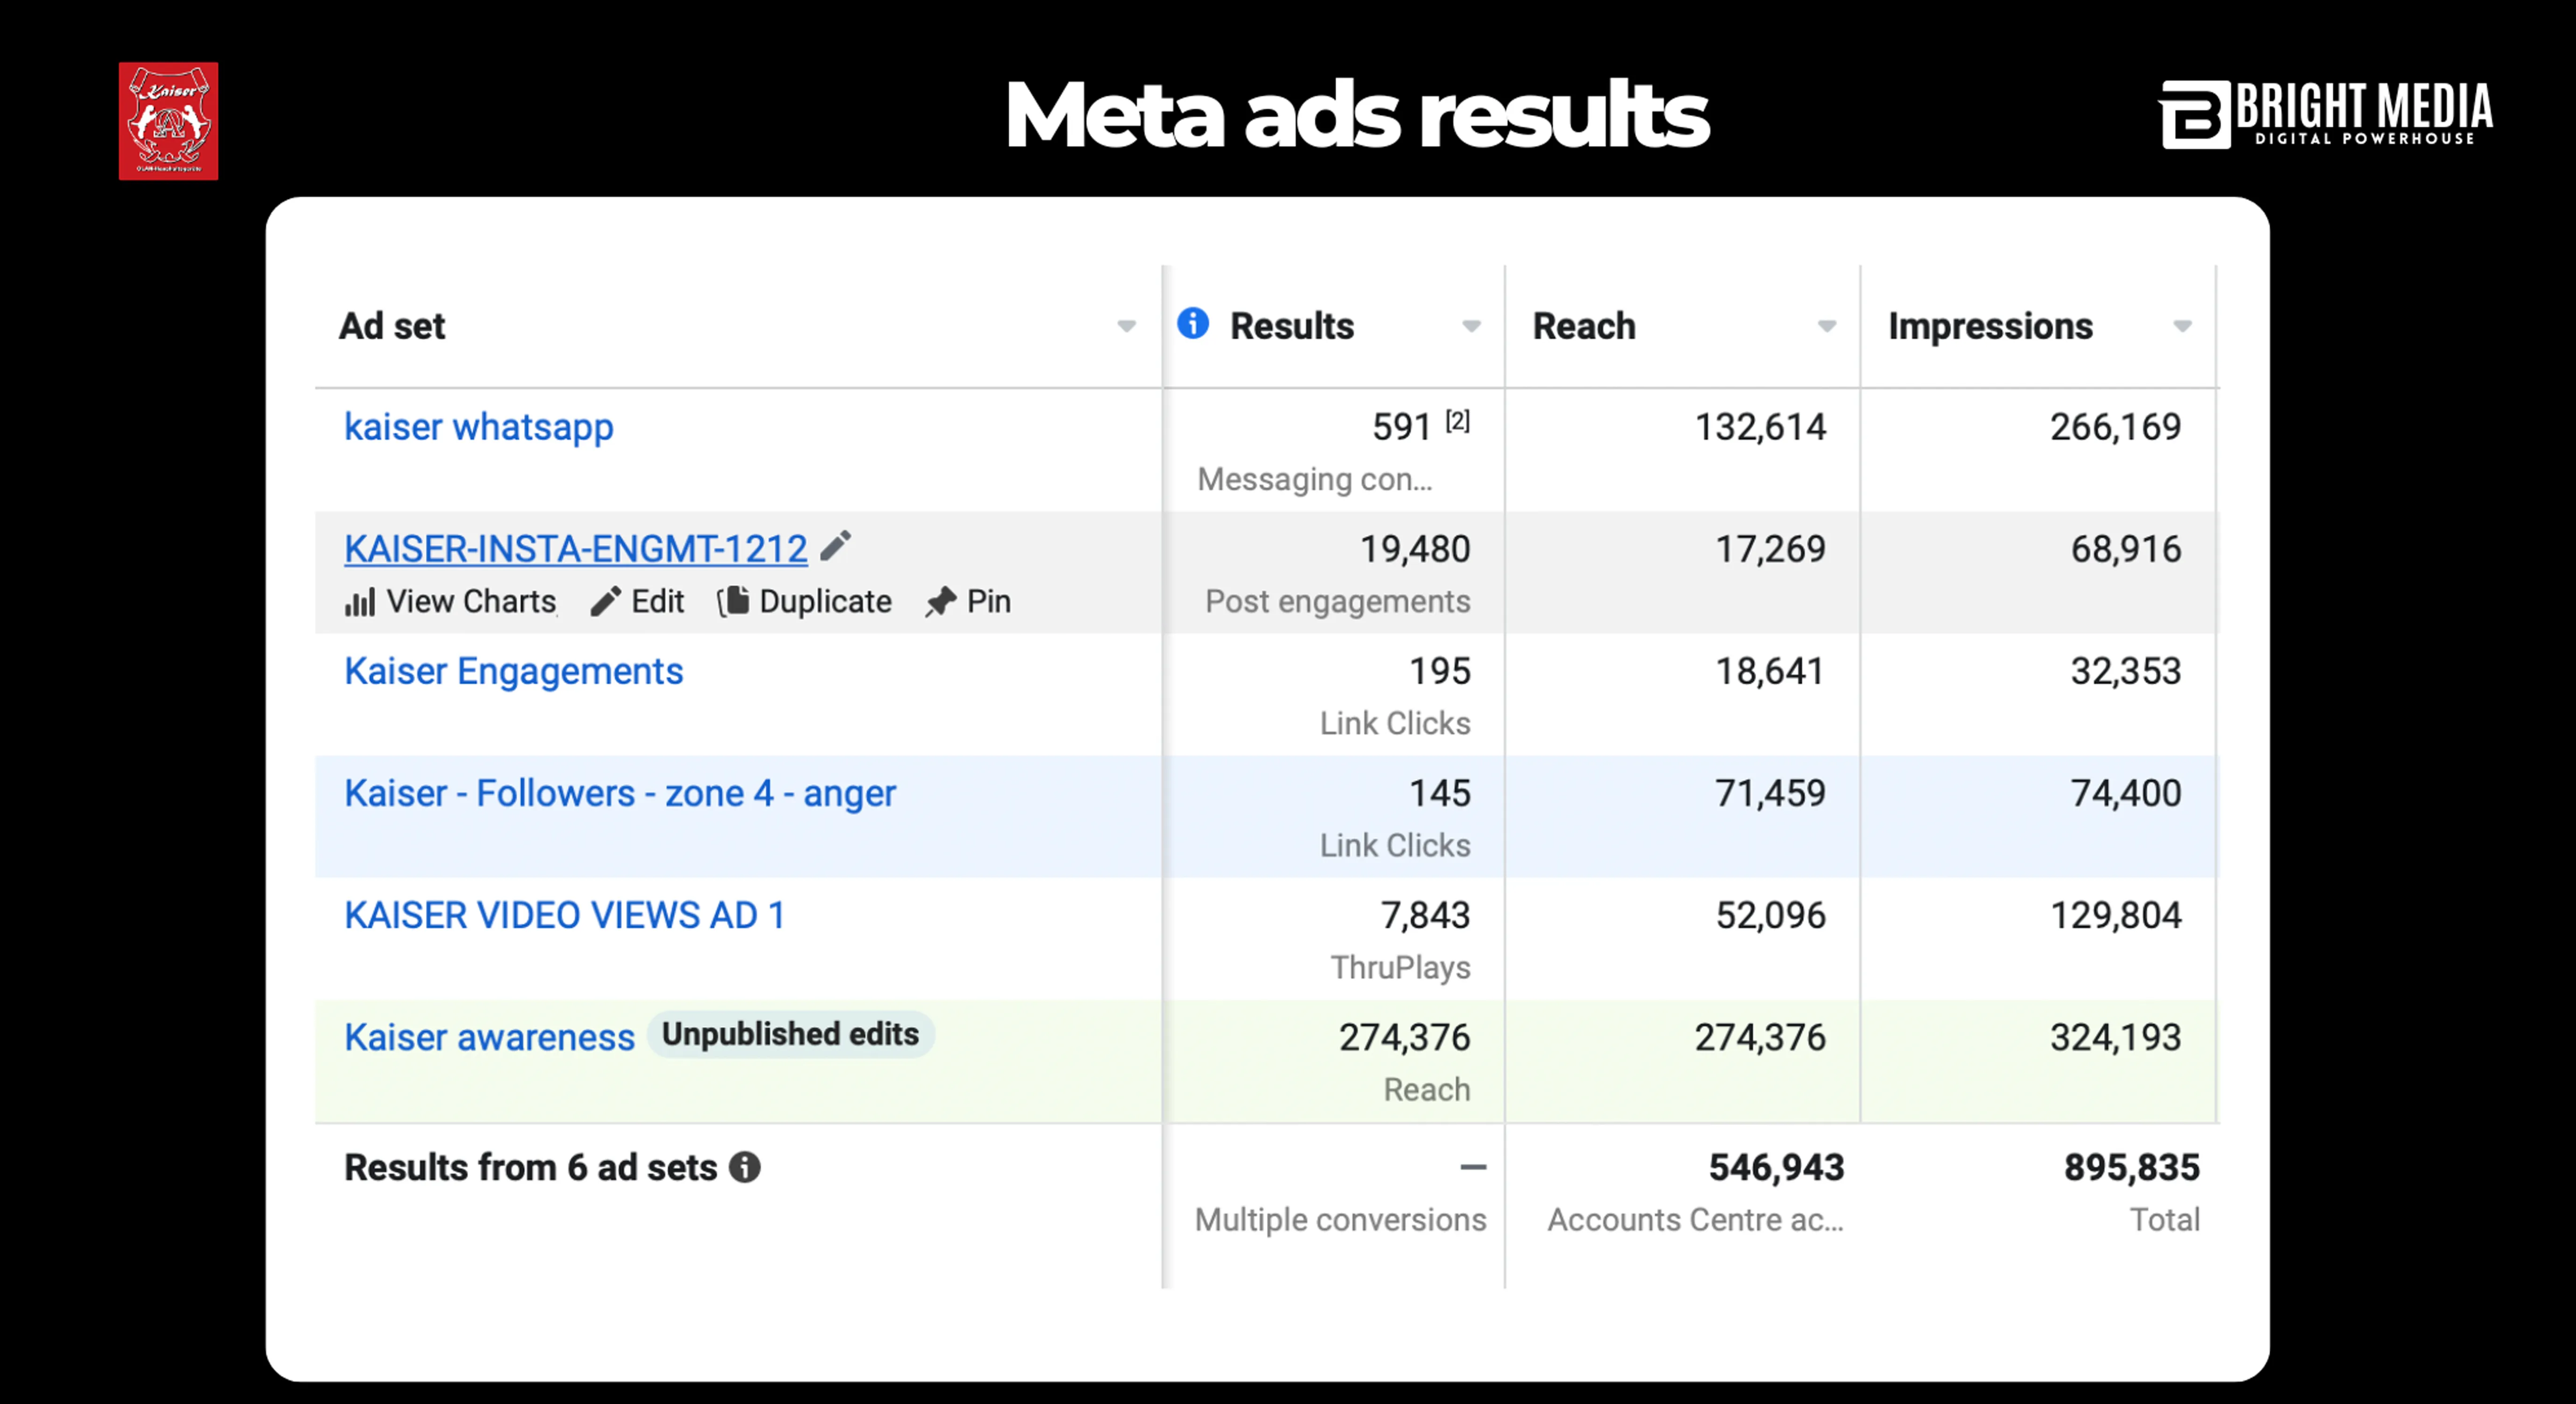 Kaiser
Meta ads results
BRIGHT MEDIA
DIGITAL POWERHOUSE
Ad set
Results
Reach
Impressions
kaiser whatsapp
591 [2]
132,614
266,169
Messaging con...
KAISER-INSTA-ENGMT-1212
19,480
17,269
68,916
View Charts
Edit
Duplicate
Pin
Post engagements
Kaiser Engagements
195
18,641
32,353
Link Clicks
Kaiser - Followers - zone 4 - anger
145
71,459
74,400
Link Clicks
KAISER VIDEO VIEWS AD 1
7,843
52,096
129,804
ThruPlays
Kaiser awareness
Unpublished edits
274,376
274,376
324,193
Reach
Results from 6 ad sets
—
546,943
895,835
Multiple conversions
Accounts Centre ac...
Total